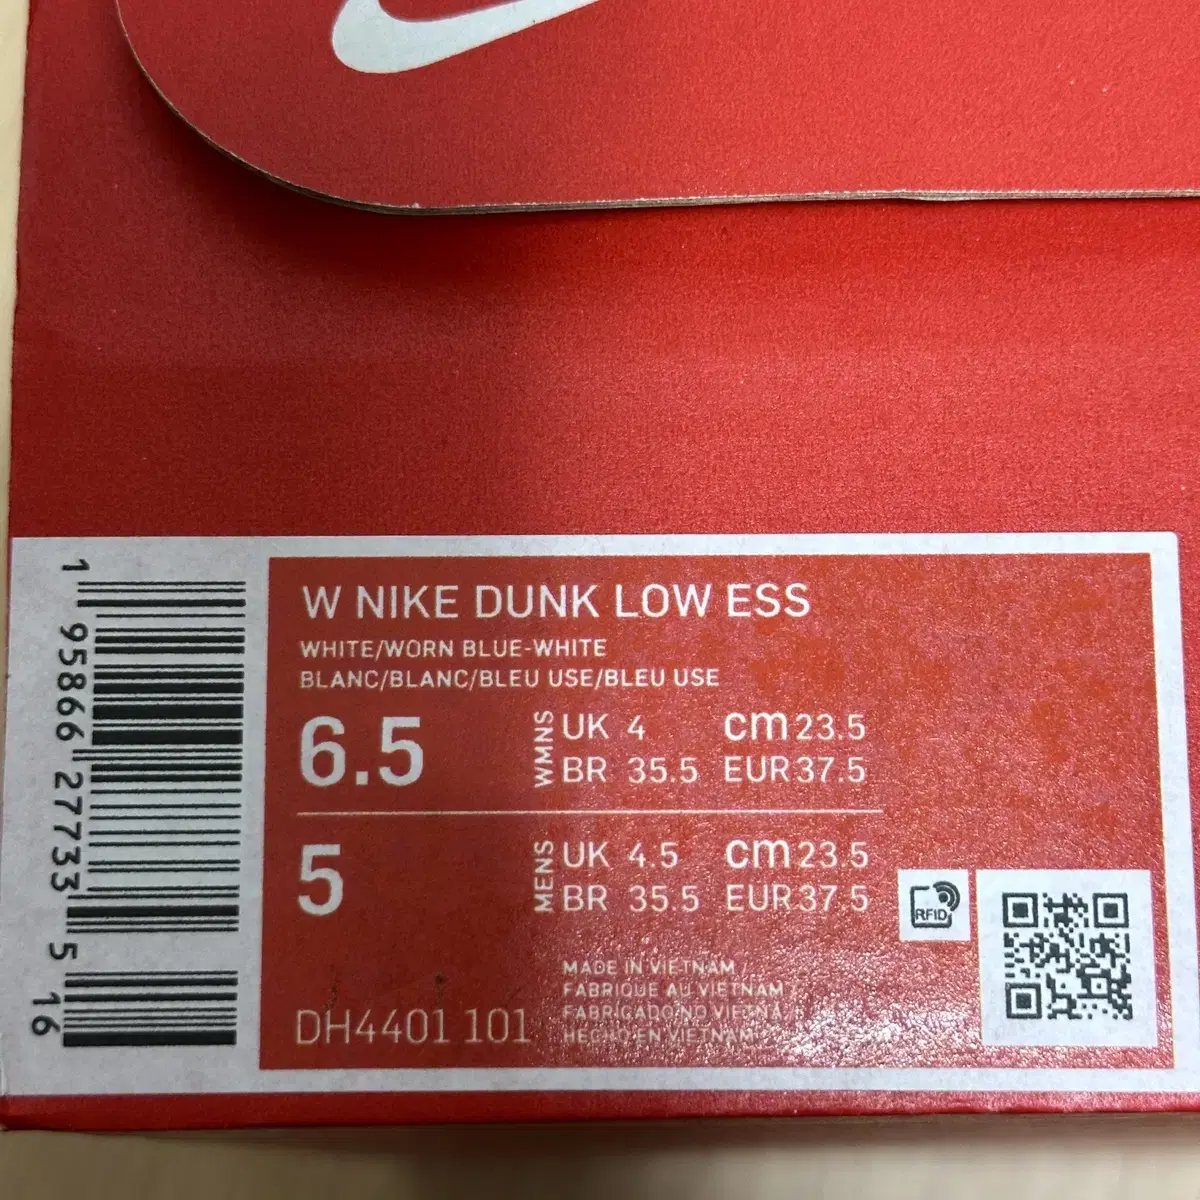 W NIKE DUNK LOW ESS
WHITE/WORN BLUE-WHITE
BLANC/BLANC/BLEU USE/BLEU USE
6.5 WMNS UK 4 cm 23.5
BR 35.5 EUR 37.5
5 MENS UK 4.5 cm 23.5
BR 35.5 EUR 37.5
RFID
MADE IN VIETNAM /
FABRIQUE AU VIETNAM /
FABRIGADO NO VIETNÃ /
HECHO EN VIETNAM
DH4401 101
1 95866 27733 5 16